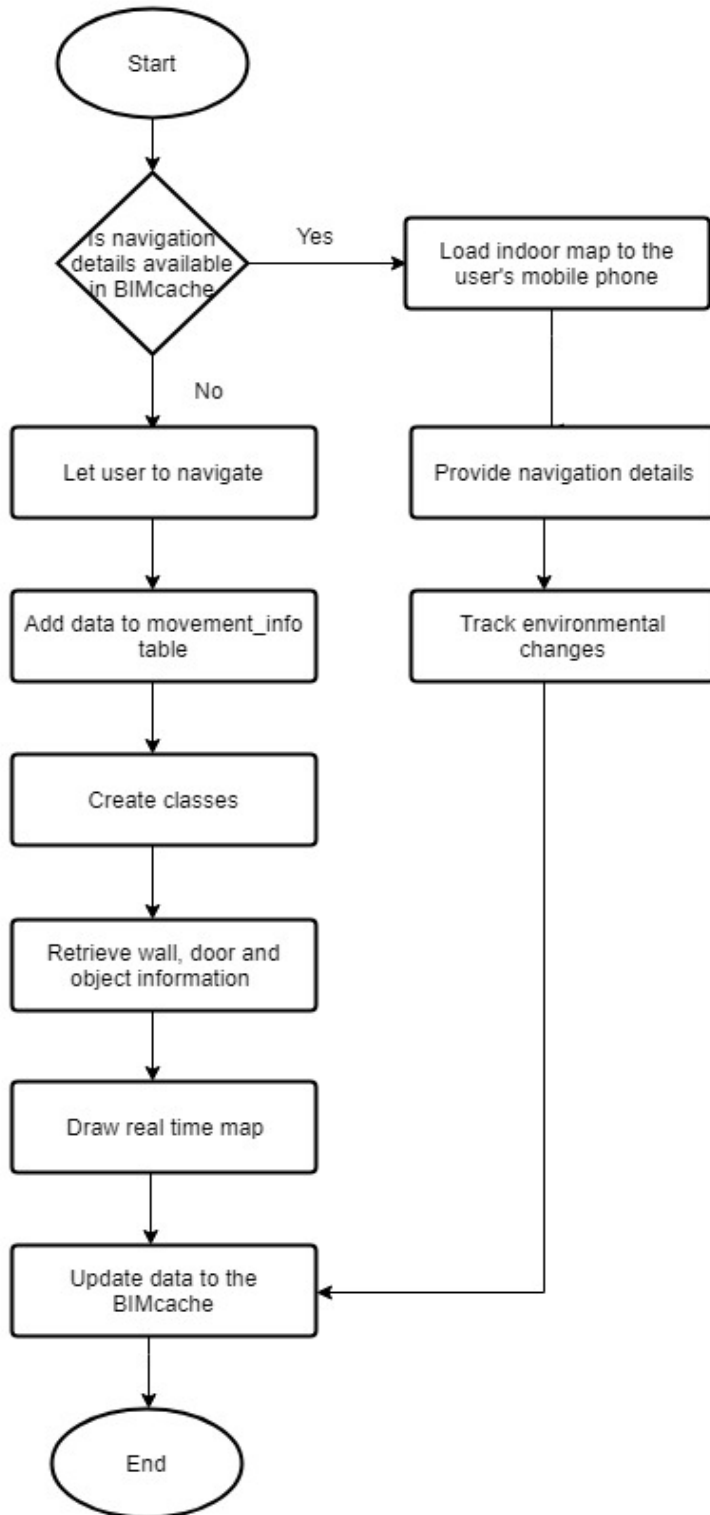 Start
Is navigation
details available
in BIMcache
Yes
Load indoor map to the
user's mobile phone
No
Let user to navigate
Provide navigation details
Add data to movement_info
table
Track environmental
changes
Create classes
Retrieve wall, door and
object information
Draw real time map
Update data to the
BIMcache
End